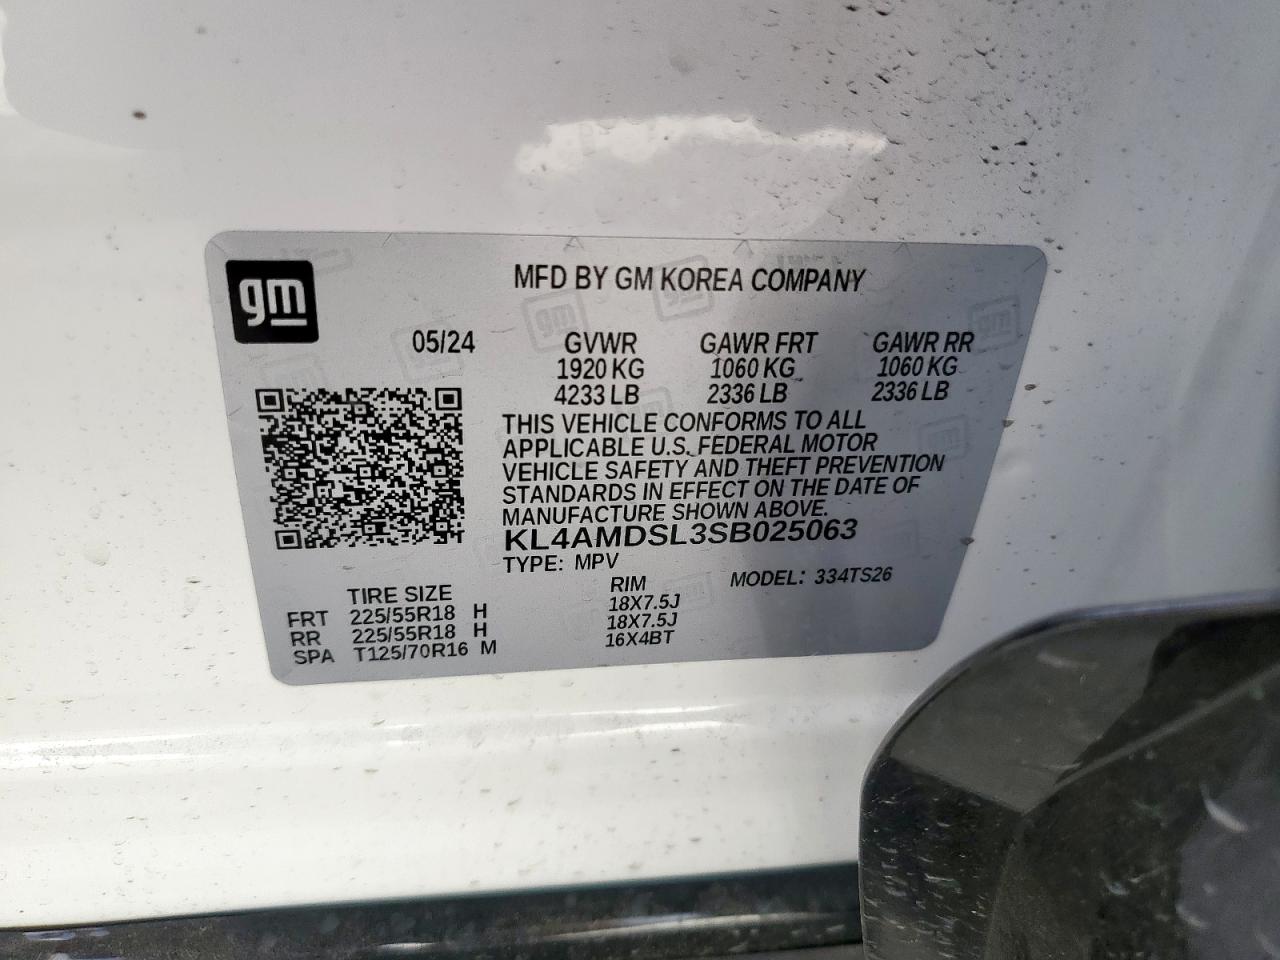 gm
MFD BY GM KOREA COMPANY
05/24
GVWR GAWR FRT GAWR RR
1920 KG 1060 KG 1060 KG
4233 LB 2336 LB 2336 LB
THIS VEHICLE CONFORMS TO ALL
APPLICABLE U.S. FEDERAL MOTOR
VEHICLE SAFETY AND THEFT PREVENTION
STANDARDS IN EFFECT ON THE DATE OF
MANUFACTURE SHOWN ABOVE.
KL4AMDSL3SB025063
TYPE: MPV
MODEL: 334TS26
TIRE SIZE RIM
FRT 225/55R18 H 18X7.5J
RR 225/55R18 H 18X7.5J
SPA T125/70R16 M 16X4BT